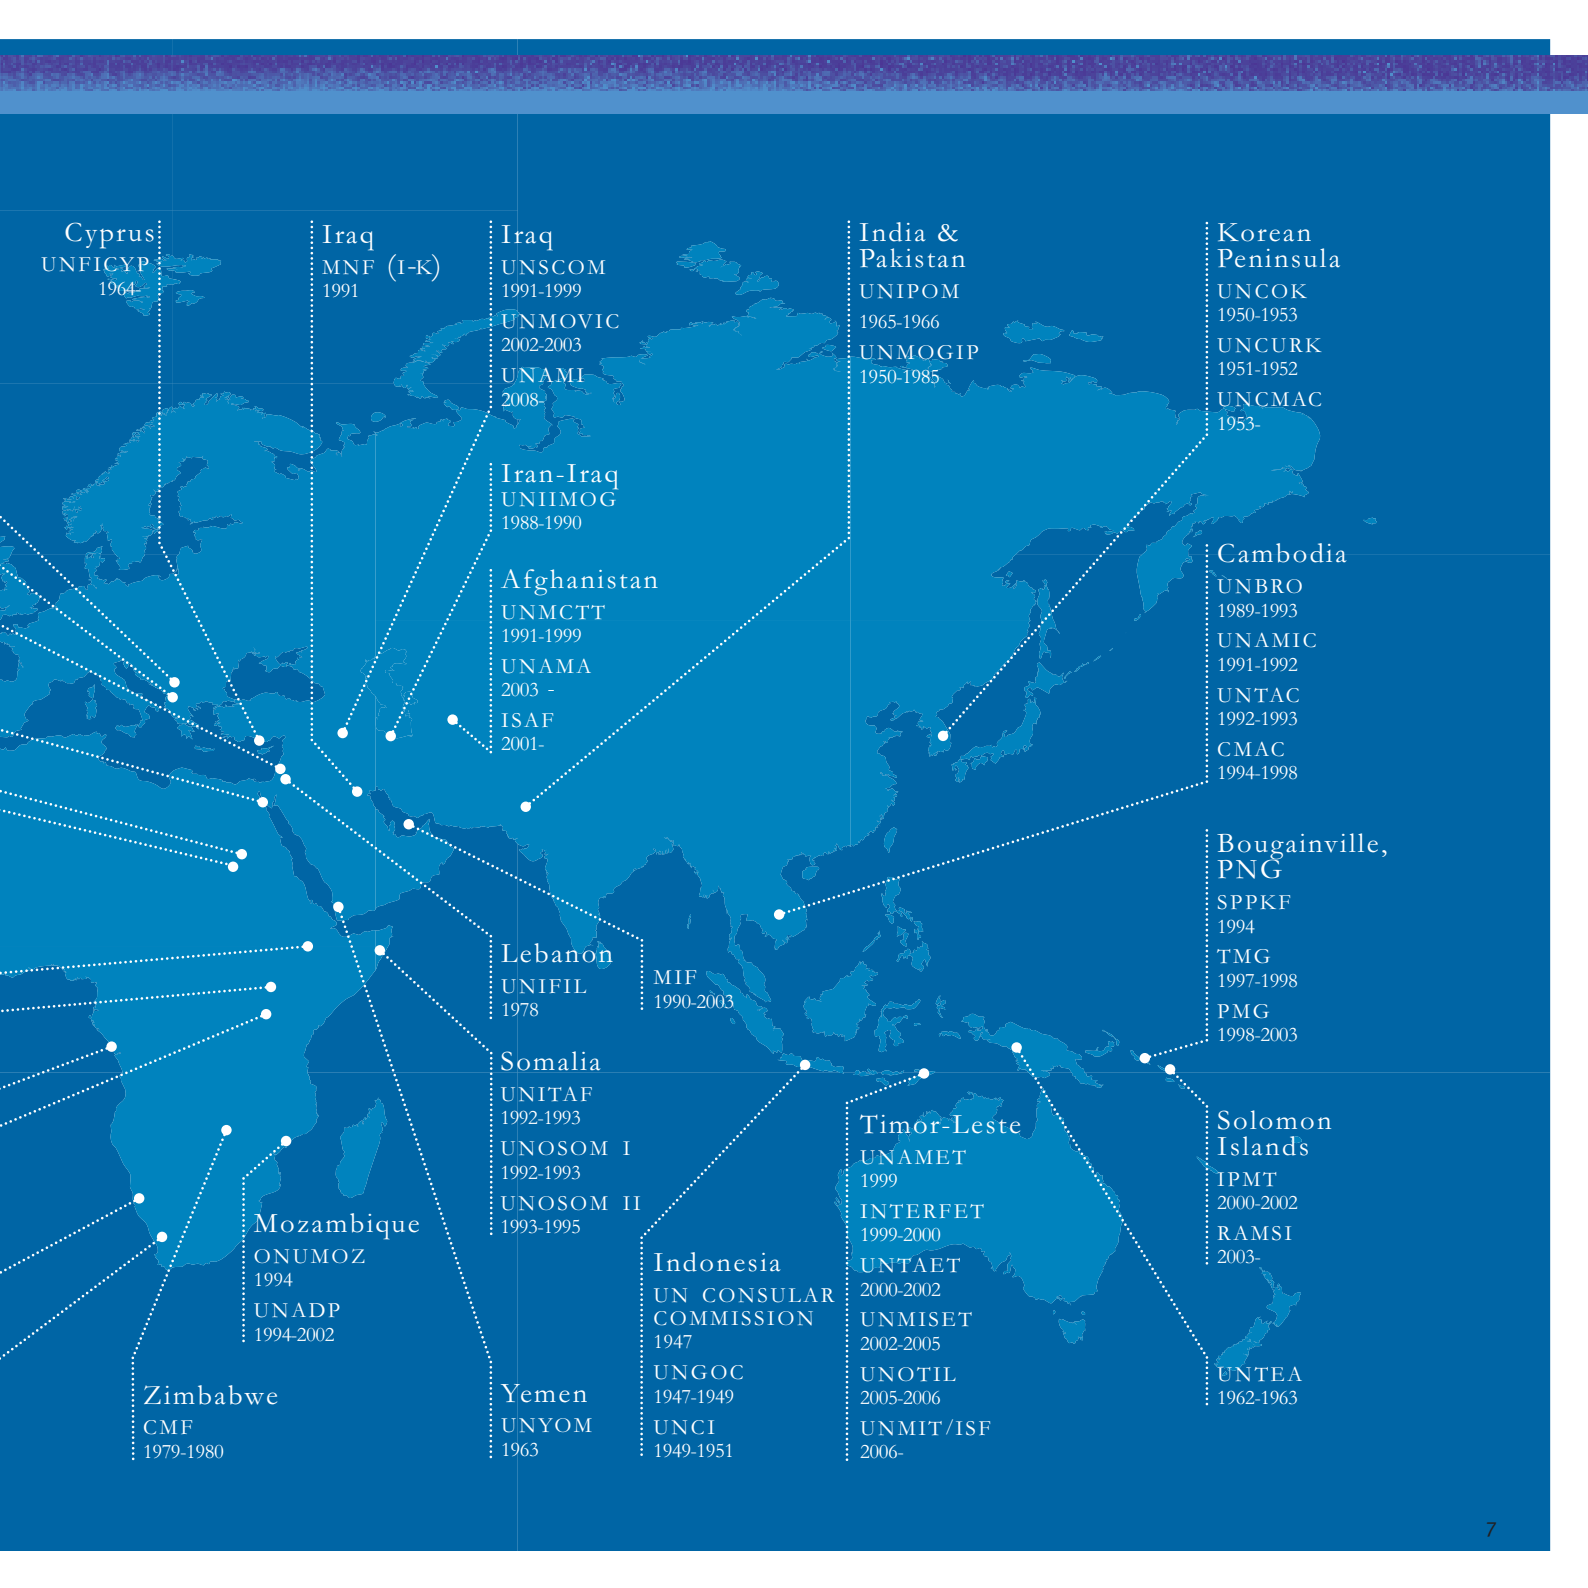 Cyprus
UNFICYP
1964-
Iraq
MNF (I-K)
1991
Iraq
UNSCOM
1991-1999
UNMOVIC
2002-2003
UNAMI
2008-
Iran-Iraq
UNIIMOG
1988-1990
Afghanistan
UNMCTT
1991-1999
UNAMA
2003 -
ISAF
2001-
India &
Pakistan
UNIPOM
1965-1966
UNMOGIP
1950-1985
Korean
Peninsula
UNCOK
1950-1953
UNCURK
1951-1952
UNCMAC
1953-
Cambodia
UNBRO
1989-1993
UNAMIC
1991-1992
UNTAC
1992-1993
CMAC
1994-1998
Bougainville,
PNG
SPPKF
1994
TMG
1997-1998
PMG
1998-2003
Lebanon
UNIFIL
1978
MIF
1990-2003
Somalia
UNITAF
1992-1993
UNOSOM I
1992-1993
UNOSOM II
1993-1995
Timor-Leste
UNAMET
1999
INTERFET
1999-2000
UNTAET
2000-2002
UNMISET
2002-2005
UNOTIL
2005-2006
UNMIT/ISF
2006-
Solomon
Islands
IPMT
2000-2002
RAMSI
2003-
Mozambique
ONUMOZ
1994
UNADP
1994-2002
Indonesia
UN CONSULAR
COMMISSION
1947
UNGOC
1947-1949
UNCI
1949-1951
UNTEA
1962-1963
Zimbabwe
CMF
1979-1980
Yemen
UNYOM
1963
7